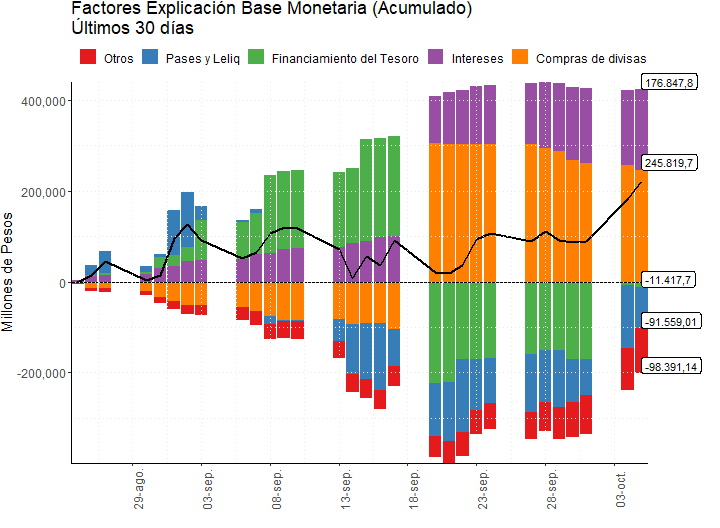 Factores Explicación Base Monetaria (Acumulado)
Últimos 30 días
Otros Pases y Leliq Financiamiento del Tesoro Intereses Compras de divisas
Millones de Pesos
400,000
200,000
0
-200,000
176.847,8
245.819,7
-11.417,7
-91.559,01
-98.391,14
29-ago.
03-sep.
08-sep.
13-sep.
18-sep.
23-sep.
28-sep.
03-oct.